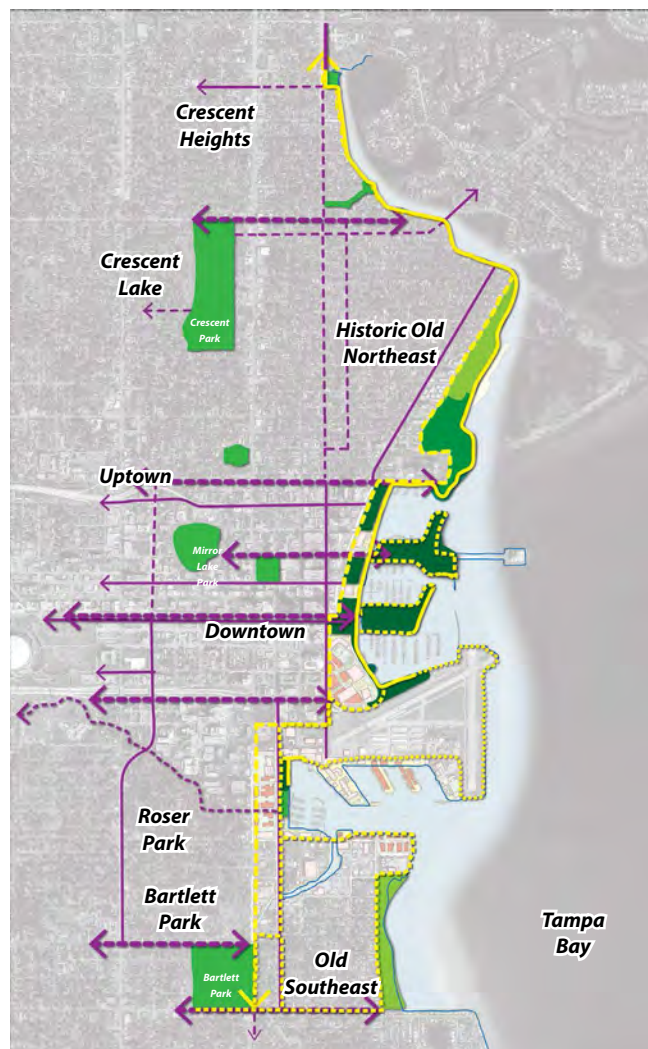 Crescent
Heights
Crescent
Lake
Crescent
Park
Historic Old
Northeast
Uptown
Mirror
Lake
Park
Downtown
Roser
Park
Bartlett
Park
Tampa
Bay
Bartlett
Park
Old
Southeast